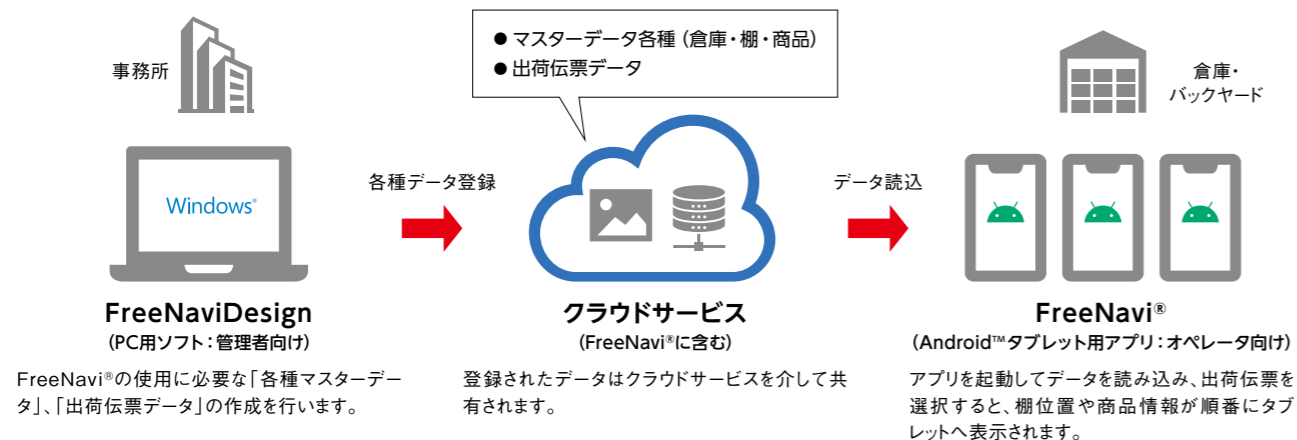 ● マスターデータ各種（倉庫・棚・商品）
● 出荷伝票データ
事務所
倉庫・
バックヤード
Windows®
各種データ登録
データ読込
FreeNaviDesign
（PC用ソフト：管理者向け）
FreeNavi®の使用に必要な「各種マスターデー
タ」、「出荷伝票データ」の作成を行います。
クラウドサービス
（FreeNavi®に含む）
登録されたデータはクラウドサービスを介して共
有されます。
FreeNavi®
（Android™タブレット用アプリ：オペレータ向け）
アプリを起動してデータを読み込み、出荷伝票を
選択すると、棚位置や商品情報が順番にタブ
レットへ表示されます。